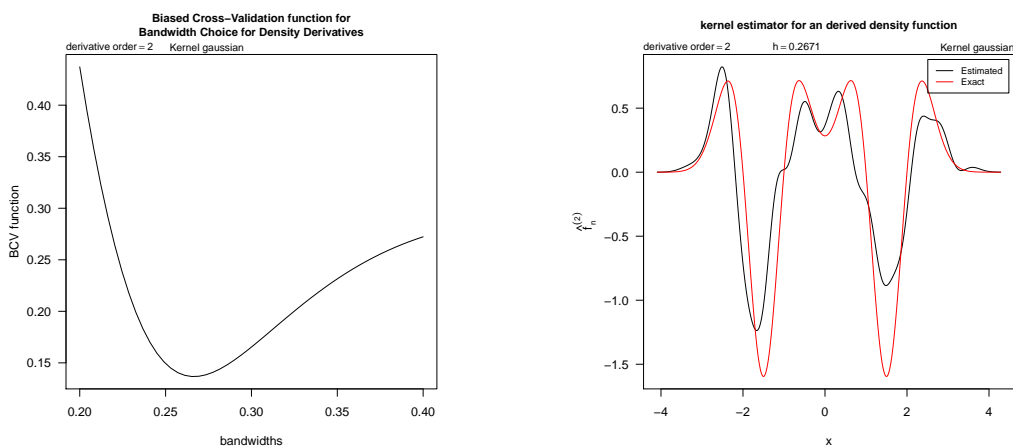 Biased Cross−Validation function for
Bandwidth Choice for Density Derivatives
derivative order = 2 Kernel gaussian
0.40
0.35
0.30
0.25
0.20
0.15
BCV function
0.20 0.25 0.30 0.35 0.40
bandwidths
kernel estimator for an derived density function
derivative order = 2 h = 0.2671 Kernel gaussian
Estimated
Exact
0.5
0.0
−0.5
−1.0
−1.5
f̂n(2)
−4 −2 0 2 4
x